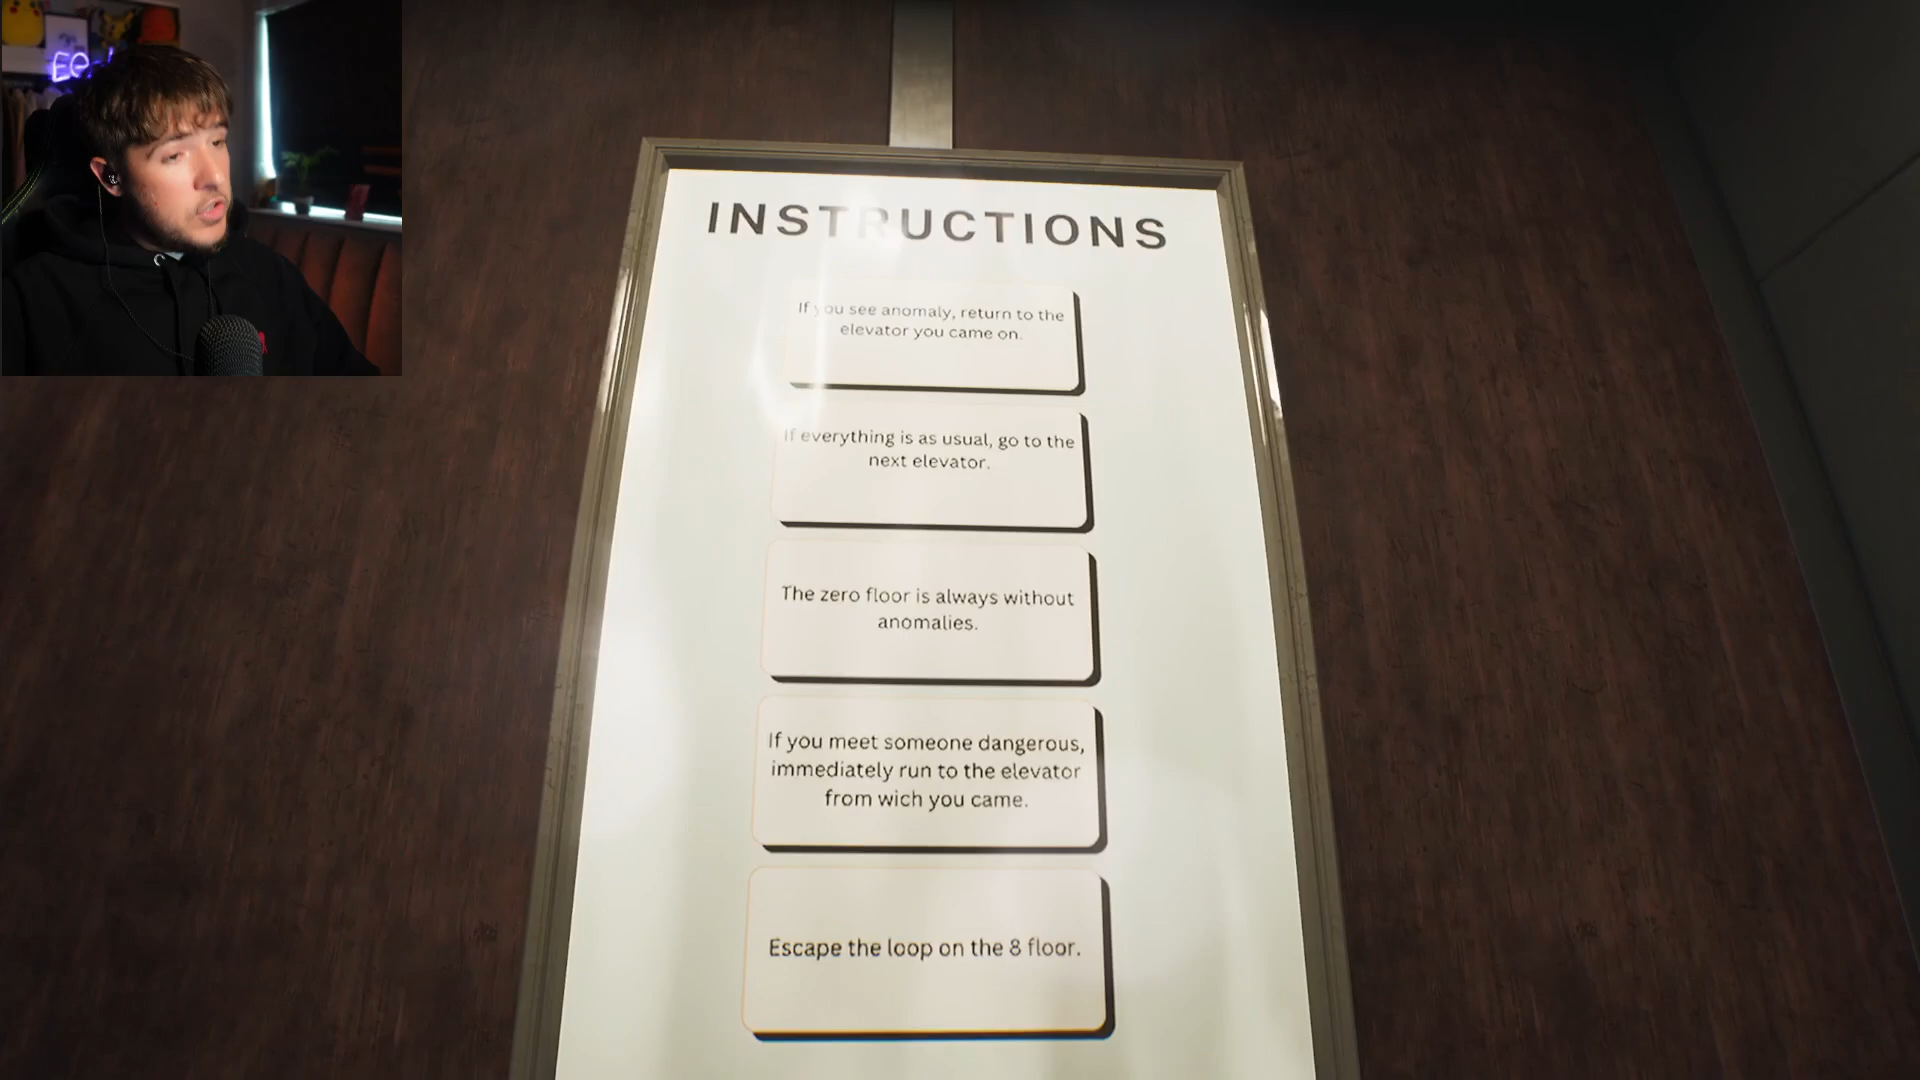 INSTRUCTIONS
If you see anomaly, return to the
elevator you came on.
If everything is as usual, go to the
next elevator.
The zero floor is always without
anomalies.
If you meet someone dangerous,
immediately run to the elevator
from wich you came.
Escape the loop on the 8 floor.